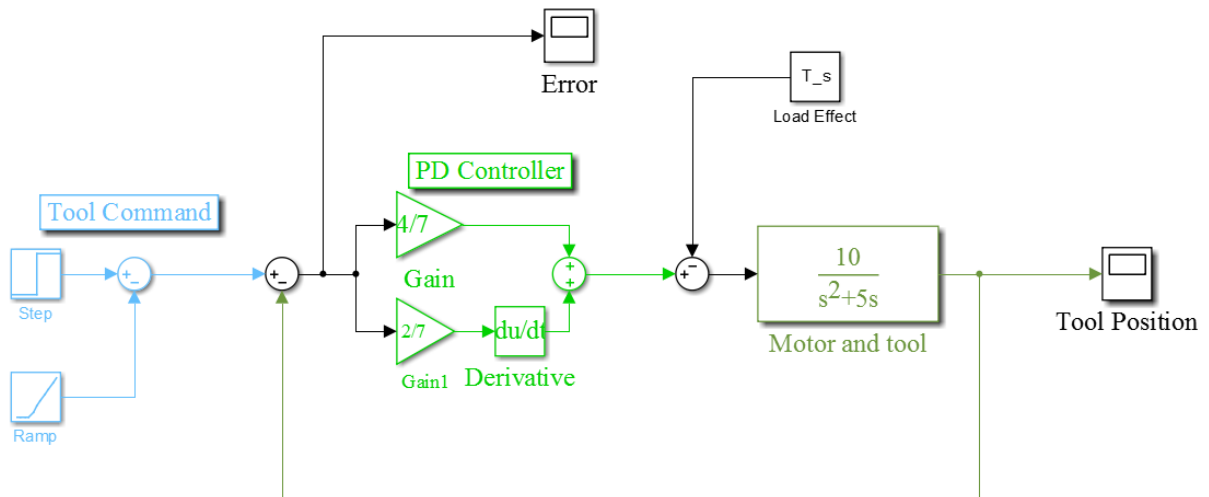 Error
T_s
Load Effect
PD Controller
Tool Command
4/7
Gain
Step
+
−
+
−
+
+
+
−
10
s²+5s
Motor and tool
Tool Position
2/7
Gain1
du/dt
Derivative
Ramp